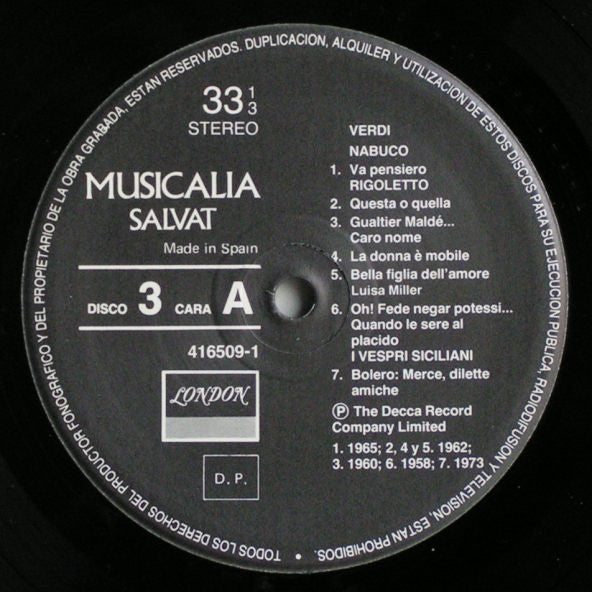 TODOS LOS DERECHOS DEL PRODUCTOR FONOGRAFICO Y DEL PROPIETARIO DE LA OBRA GRABADA, ESTAN RESERVADOS. DUPLICACION, ALQUILER Y UTILIZACION DE ESTOS DISCOS PARA SU EJECUCION PUBLICA, RADIODIFUSION Y TELEVISION, ESTAN PROHIBIDOS. •
33 1/3
STEREO
MUSICALIA
SALVAT
Made in Spain
DISCO 3 CARA A
416509-1
LONDON
D. P.
VERDI
NABUCO
1. Va pensiero
RIGOLETTO
2. Questa o quella
3. Gualtier Maldé...
Caro nome
4. La donna è mobile
5. Bella figlia dell'amore
Luisa Miller
6. Oh! Fede negar potessi...
Quando le sere al
placido
I VESPRI SICILIANI
7. Bolero: Merce, dilette
amiche
Ⓟ The Decca Record
Company Limited
1. 1965; 2, 4 y 5. 1962;
3. 1960; 6. 1958; 7. 1973